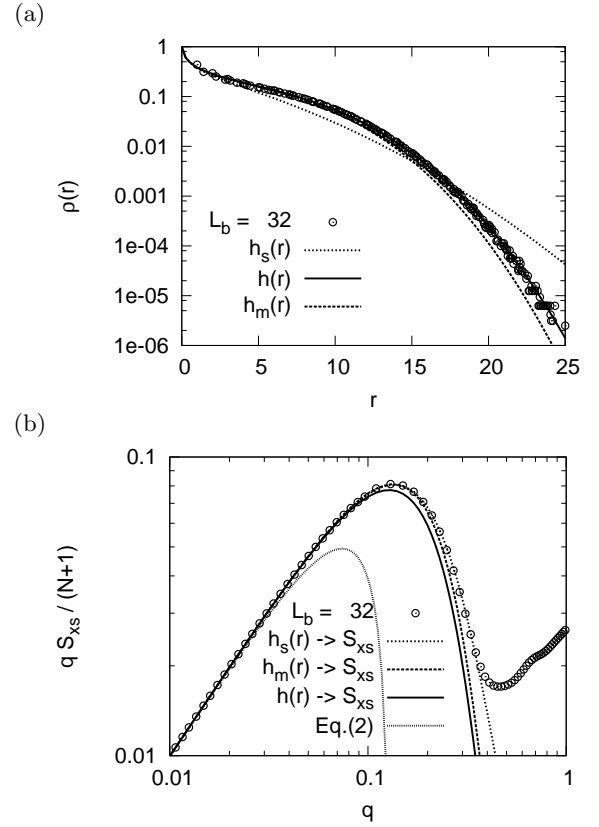 (a)
1
0.1
0.01
0.001
1e-04
1e-05
1e-06
ρ(r)
L_b = 32
h_s(r)
h(r)
h_m(r)
0 5 10 15 20 25
r
(b)
0.1
0.01
q S_xs / (N+1)
L_b = 32
h_s(r) -> S_xs
h_m(r) -> S_xs
h(r) -> S_xs
Eq.(2)
0.01 0.1 1
q